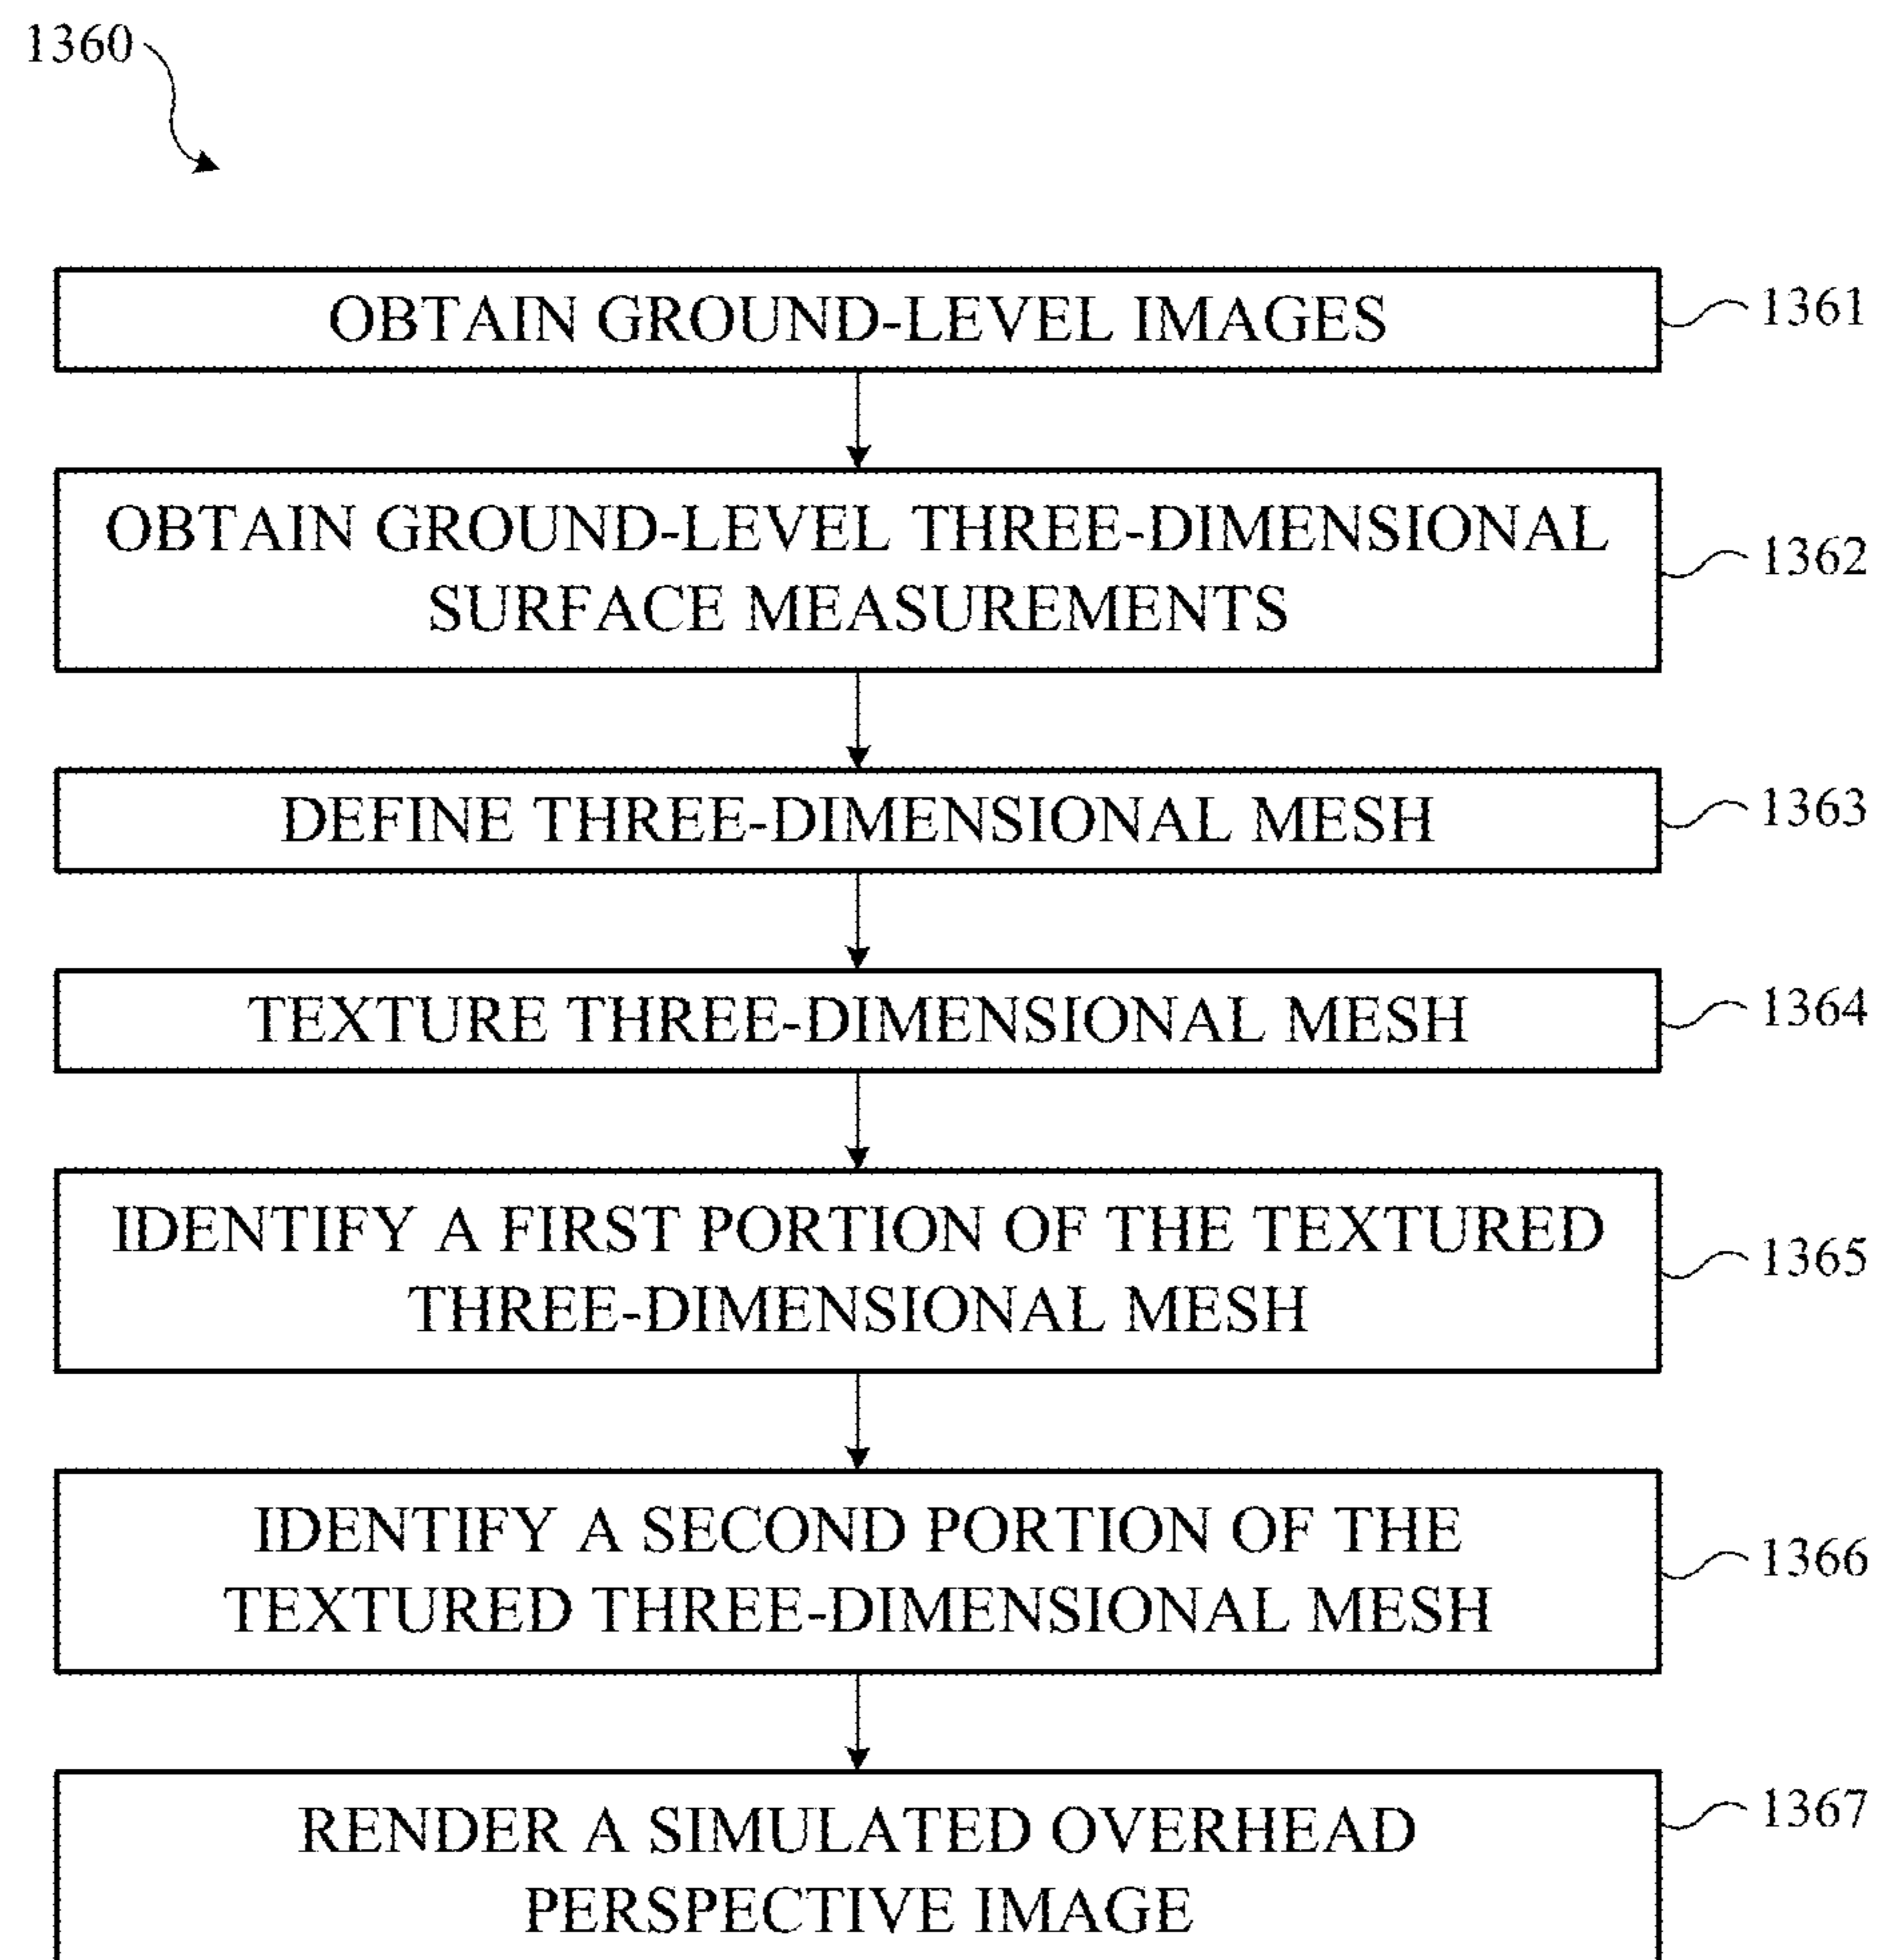 1360
OBTAIN GROUND-LEVEL IMAGES
1361
OBTAIN GROUND-LEVEL THREE-DIMENSIONAL
SURFACE MEASUREMENTS
1362
DEFINE THREE-DIMENSIONAL MESH
1363
TEXTURE THREE-DIMENSIONAL MESH
1364
IDENTIFY A FIRST PORTION OF THE TEXTURED
THREE-DIMENSIONAL MESH
1365
IDENTIFY A SECOND PORTION OF THE
TEXTURED THREE-DIMENSIONAL MESH
1366
RENDER A SIMULATED OVERHEAD
PERSPECTIVE IMAGE
1367